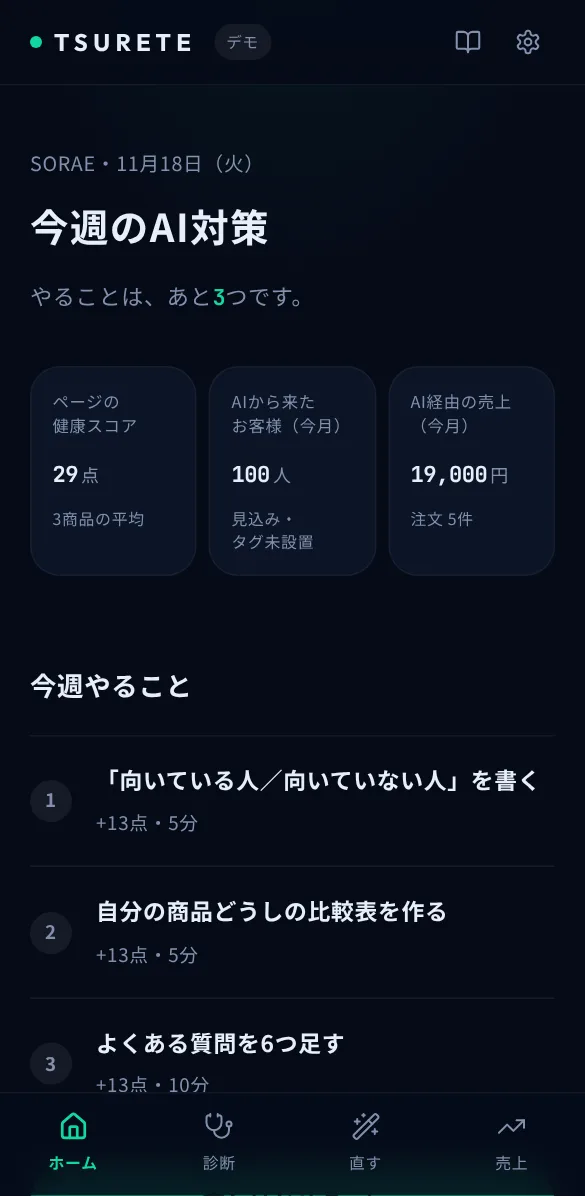 TSURETE デモ
SORAE・11月18日（火）
今週のAI対策
やることは、あと3つです。
ページの
健康スコア
29点
3商品の平均
AIから来た
お客様（今月）
100人
見込み・
タグ未設置
AI経由の売上
（今月）
19,000円
注文 5件
今週やること
1
「向いている人／向いていない人」を書く
+13点・5分
2
自分の商品どうしの比較表を作る
+13点・5分
3
よくある質問を6つ足す
+13点・10分
ホーム 診断 直す 売上